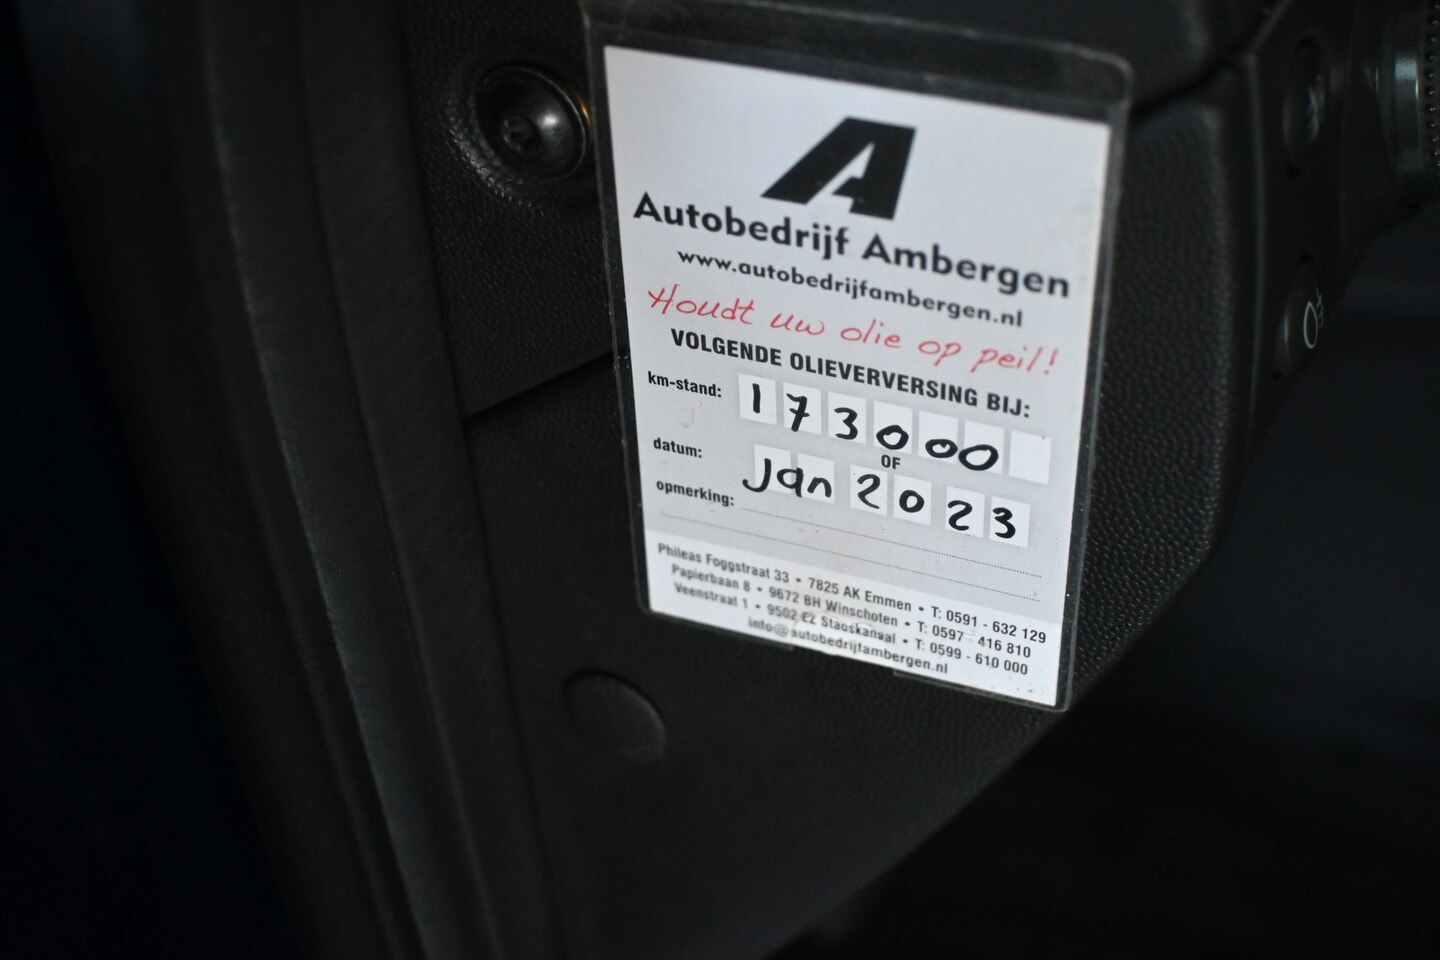 A
Autobedrijf Ambergen
www.autobedrijfambergen.nl
Houdt uw olie op peil!
VOLGENDE OLIEVERVERSING BIJ:
km-stand: 173000
OF
datum: Jan 2023
opmerking:
Phileas Foggstraat 33 • 7825 AK Emmen • T: 0591 - 632 129
Papierbaan 8 • 9672 BH Winschoten • T: 0597 - 416 810
Veenstraat 1 • 9502 EZ Stadskanaal • T: 0599 - 610 000
info@autobedrijfambergen.nl